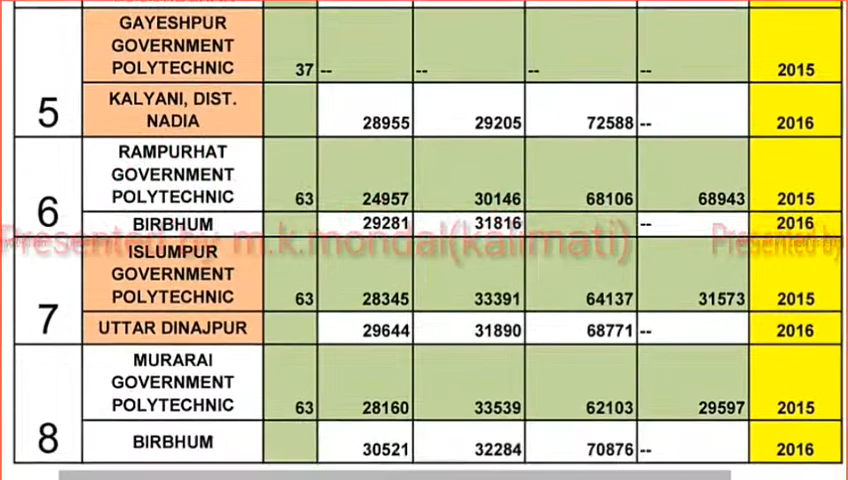 GAYESHPUR
GOVERNMENT
POLYTECHNIC 37 -- -- -- -- 2015
5
KALYANI, DIST.
NADIA 28955 29205 72588 -- 2016
RAMPURHAT
GOVERNMENT
POLYTECHNIC 63 24957 30146 68106 68943 2015
6
BIRBHUM 29281 31816 -- 2016
Presented by m.k.mondal(kalimati) Presented by
ISLUMPUR
GOVERNMENT
POLYTECHNIC 63 28345 33391 64137 31573 2015
7
UTTAR DINAJPUR 29644 31890 68771 -- 2016
MURARAI
GOVERNMENT
POLYTECHNIC 63 28160 33539 62103 29597 2015
8
BIRBHUM 30521 32284 70876 -- 2016